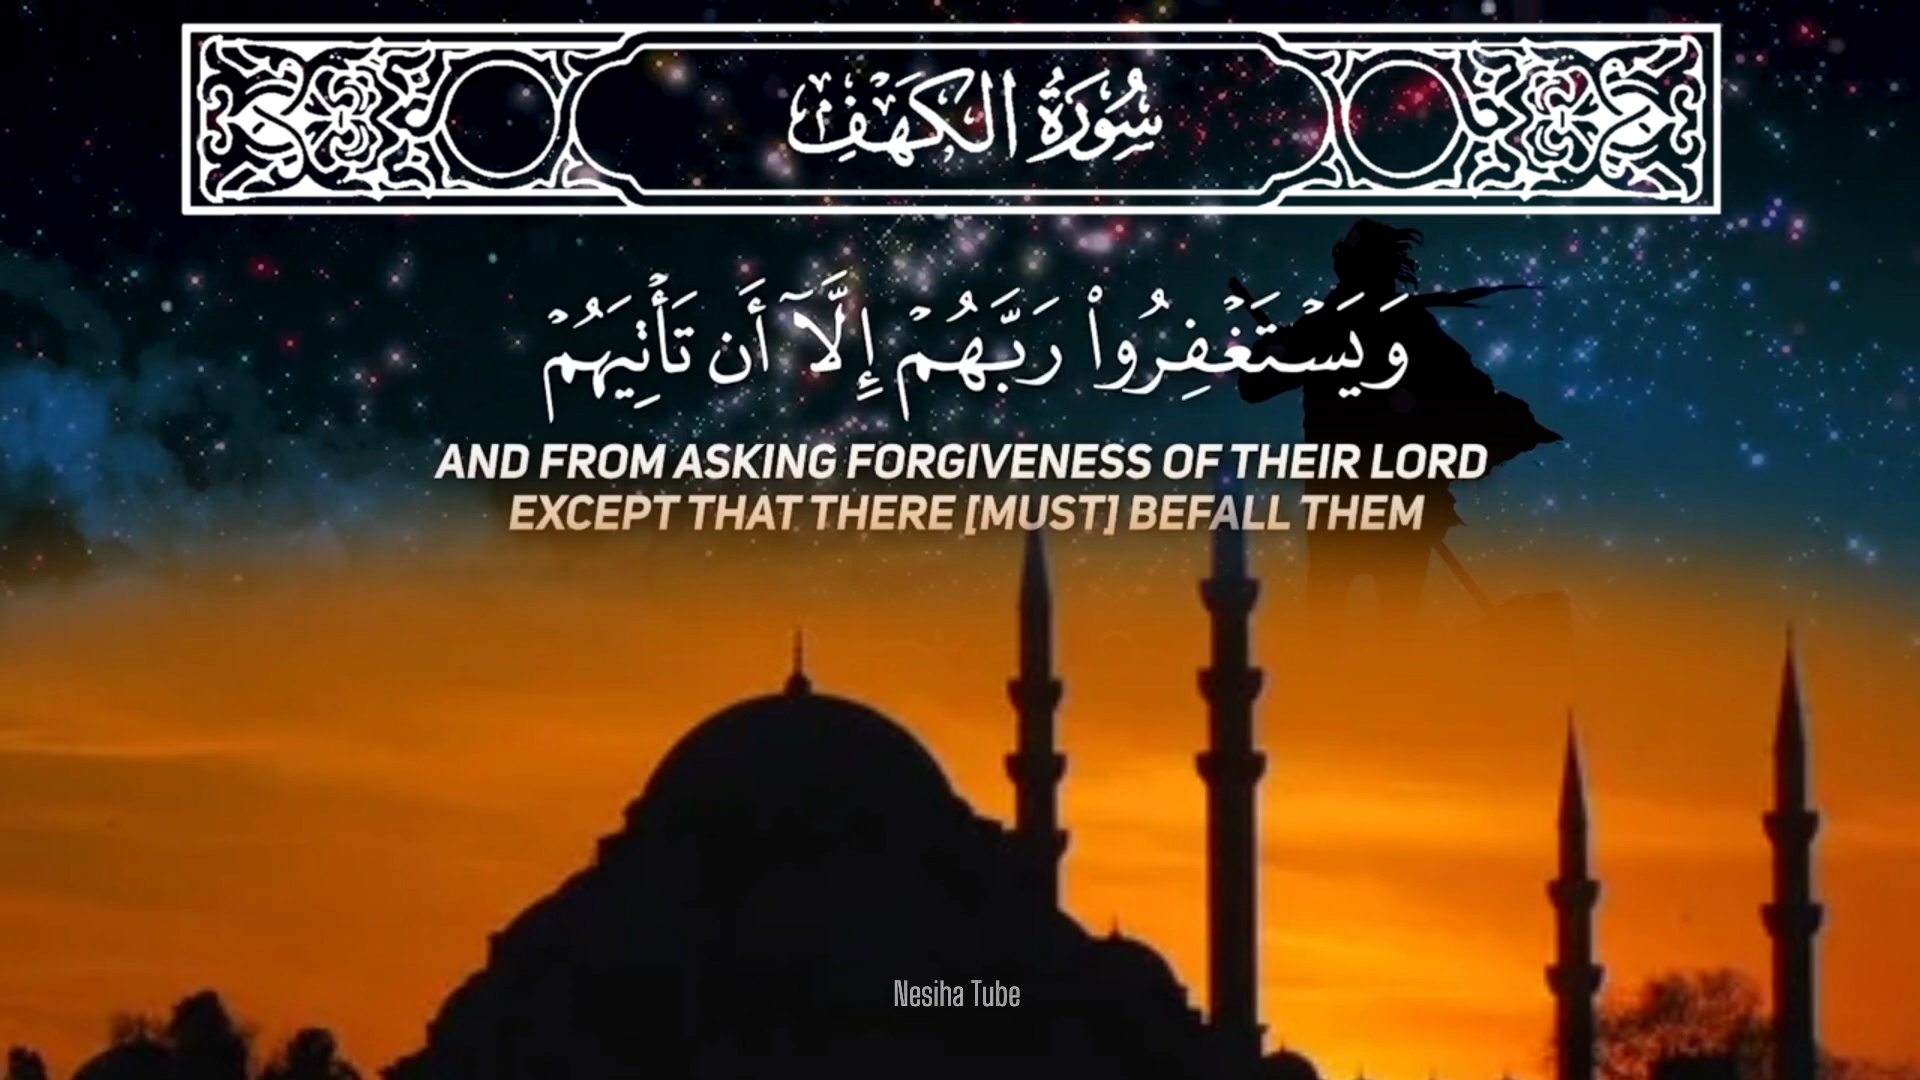 سُورَةُ الكَهۡفِ
وَيَسۡتَغۡفِرُواْ رَبَّهُمۡ إِلَّآ أَن تَأۡتِيَهُمۡ
AND FROM ASKING FORGIVENESS OF THEIR LORD
EXCEPT THAT THERE [MUST] BEFALL THEM
Nesiha Tube